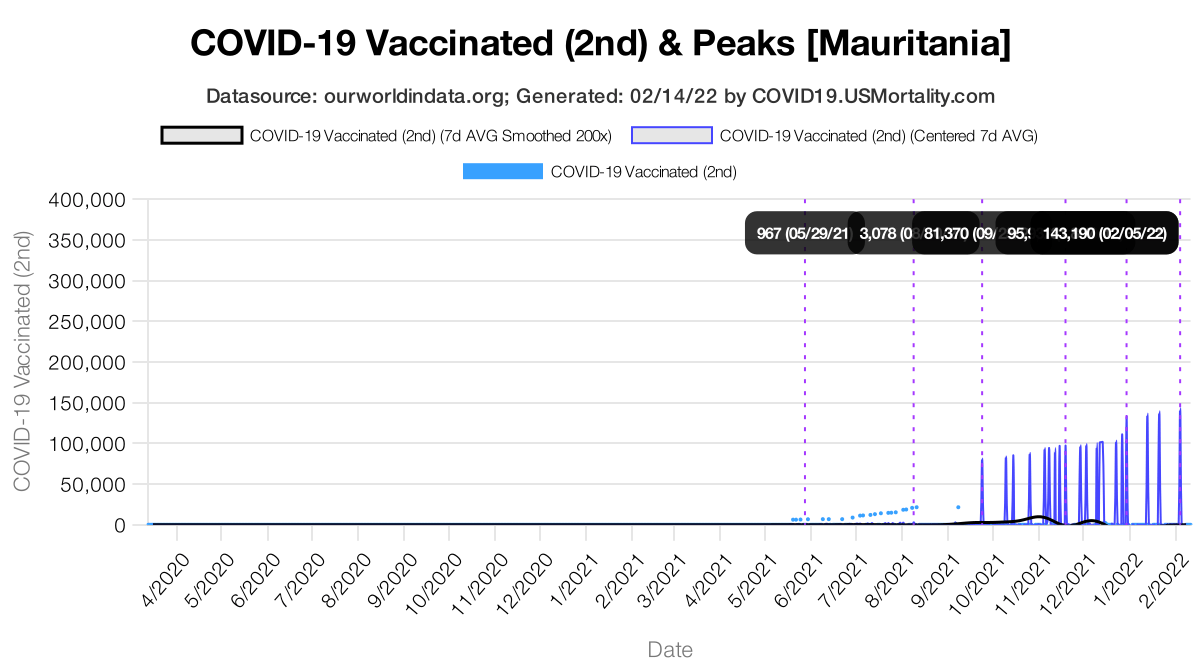 COVID-19 Vaccinated (2nd) & Peaks [Mauritania]
Datasource: ourworldindata.org; Generated: 02/14/22 by COVID19.USMortality.com
COVID-19 Vaccinated (2nd) (7d AVG Smoothed 200x) COVID-19 Vaccinated (2nd) (Centered 7d AVG)
COVID-19 Vaccinated (2nd)
COVID-19 Vaccinated (2nd)
400,000
350,000
300,000
250,000
200,000
150,000
100,000
50,000
0
967 (05/29/21) 3,078 (0 81,370 (09/ 95, 143,190 (02/05/22)
4/2020 5/2020 6/2020 7/2020 8/2020 9/2020 10/2020 11/2020 12/2020 1/2021 2/2021 3/2021 4/2021 5/2021 6/2021 7/2021 8/2021 9/2021 10/2021 11/2021 12/2021 1/2022 2/2022
Date